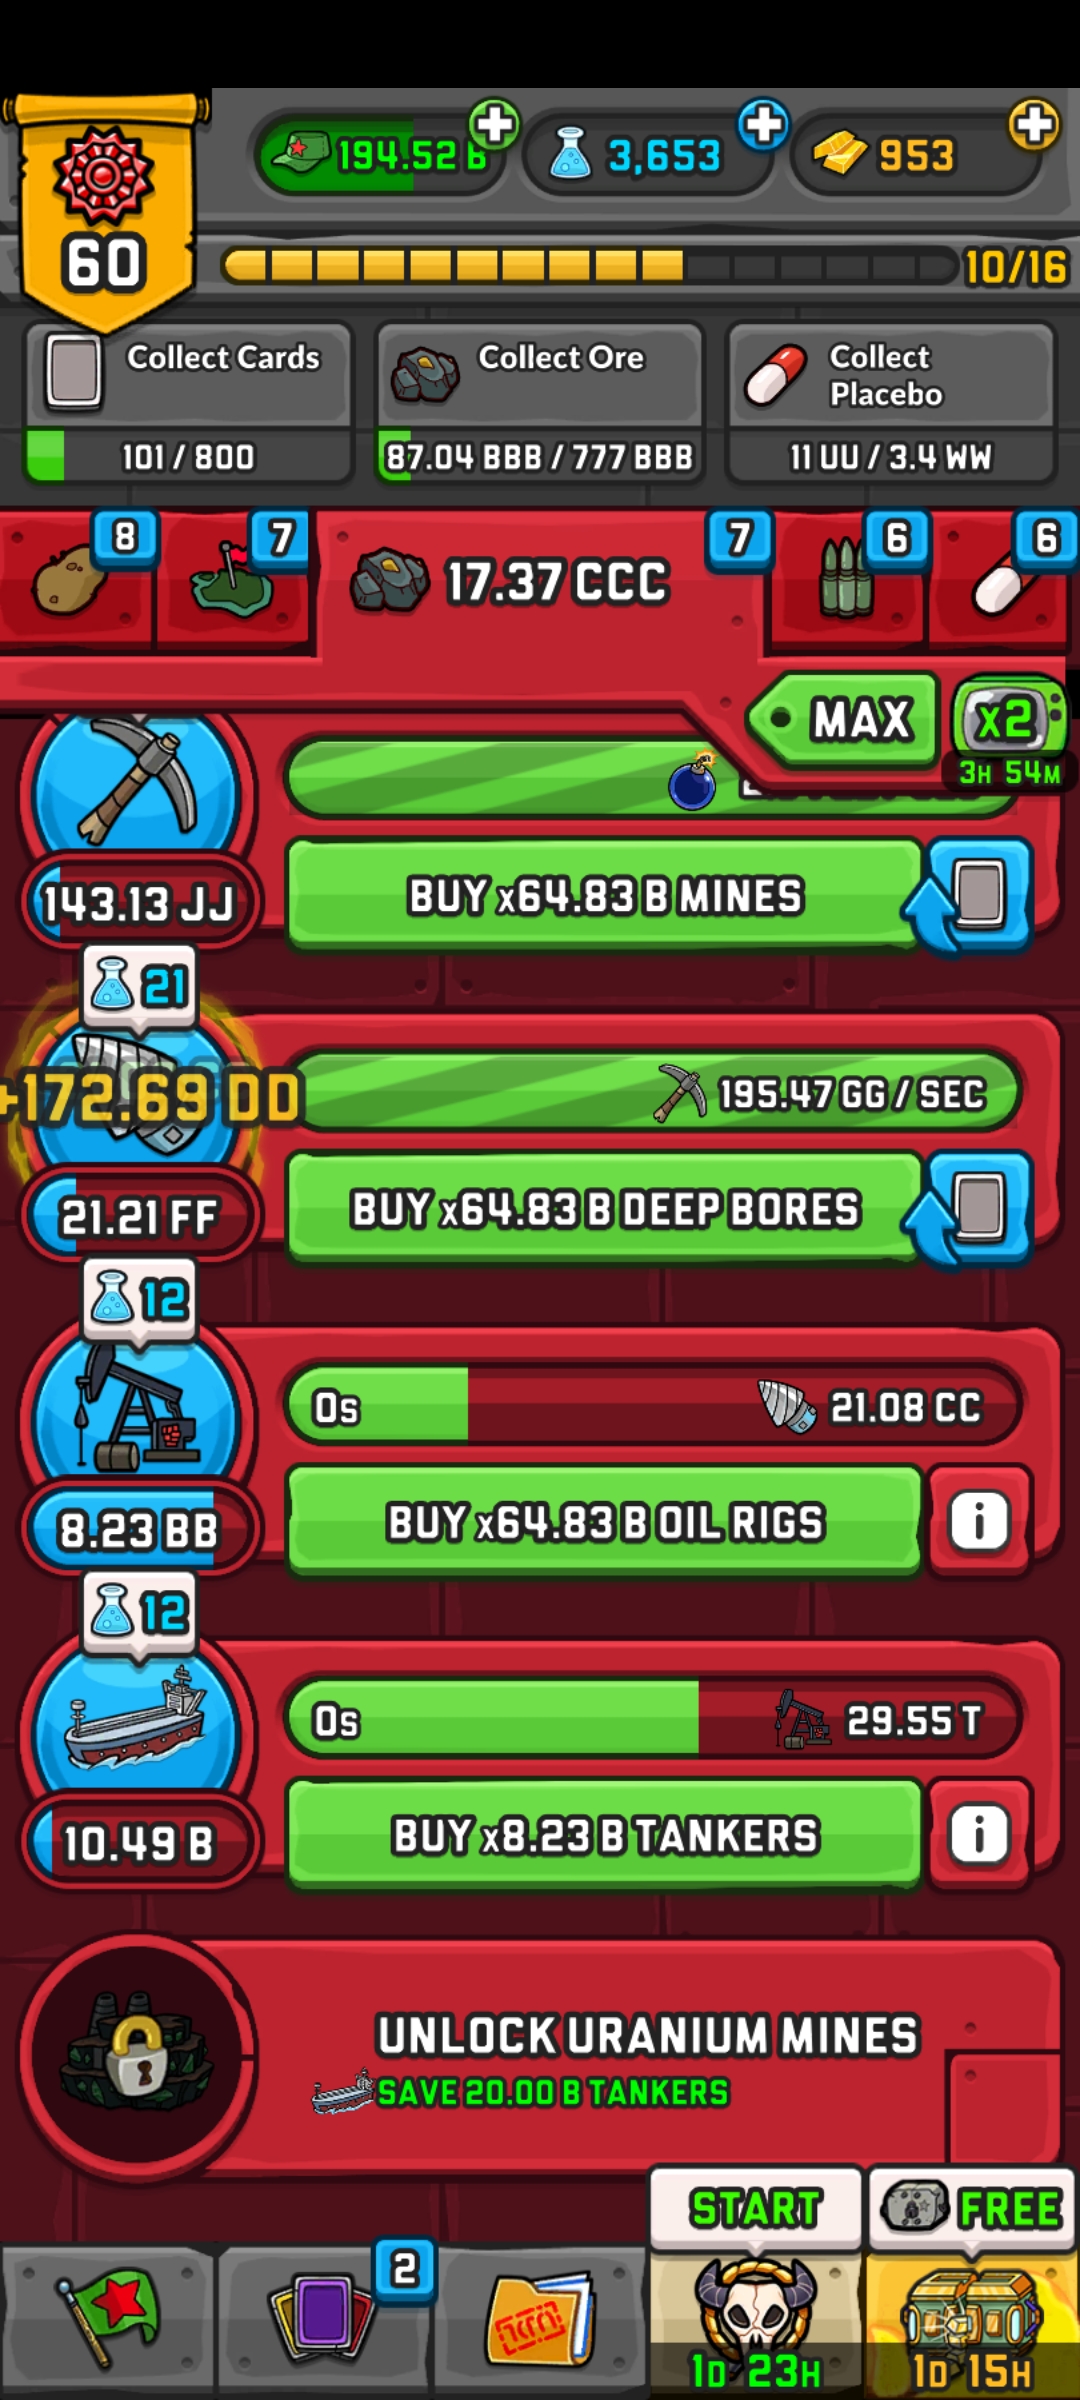 194.52 B
3,653
953
60
10/16
Collect Cards
101 / 800
Collect Ore
87.04 BBB / 777 BBB
Collect
Placebo
11 UU / 3.4 WW
8
7
17.37 CCC
7
6
6
MAX
x2
3H 54M
143.13 JJ
BUY x64.83 B MINES
21
+172.69 DD
195.47 GG / SEC
21.21 FF
BUY x64.83 B DEEP BORES
12
0s
21.08 CC
8.23 BB
BUY x64.83 B OIL RIGS
i
12
0s
29.55 T
10.49 B
BUY x8.23 B TANKERS
i
UNLOCK URANIUM MINES
SAVE 20.00 B TANKERS
START
FREE
2
1D 23H
1D 15H